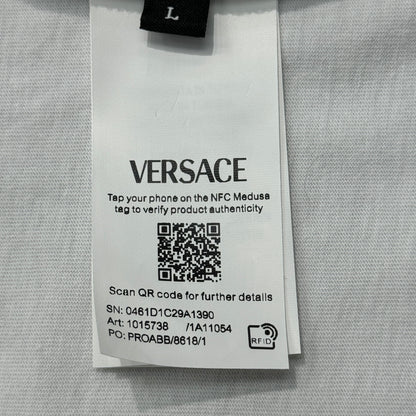 L
VERSACE
Tap your phone on the NFC Medusa
tag to verify product authenticity
Scan QR code for further details
SN: 0461D1C29A1390
Art: 1015738 /1A11054
PO: PROABB/8618/1
RFID